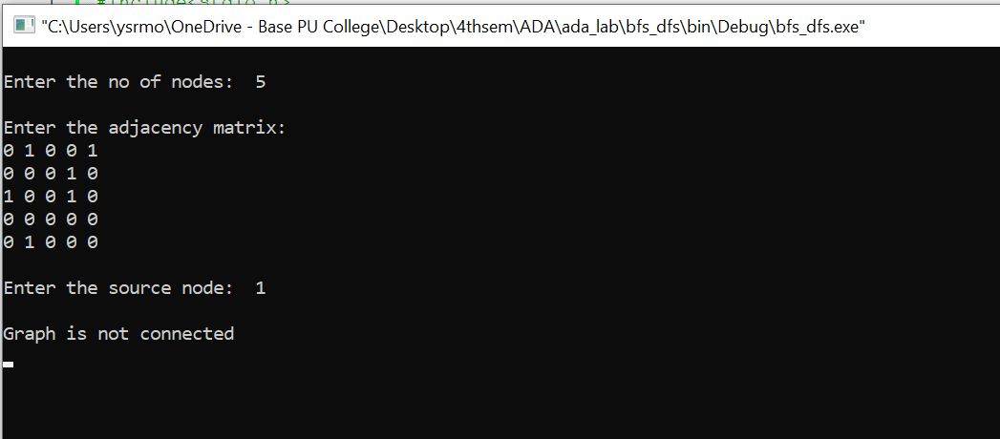 #include<stdio.h>
"C:\Users\ysrmo\OneDrive - Base PU College\Desktop\4thsem\ADA\ada_lab\bfs_dfs\bin\Debug\bfs_dfs.exe"
Enter the no of nodes:  5
Enter the adjacency matrix:
0 1 0 0 1
0 0 0 1 0
1 0 0 1 0
0 0 0 0 0
0 1 0 0 0
Enter the source node:  1
Graph is not connected